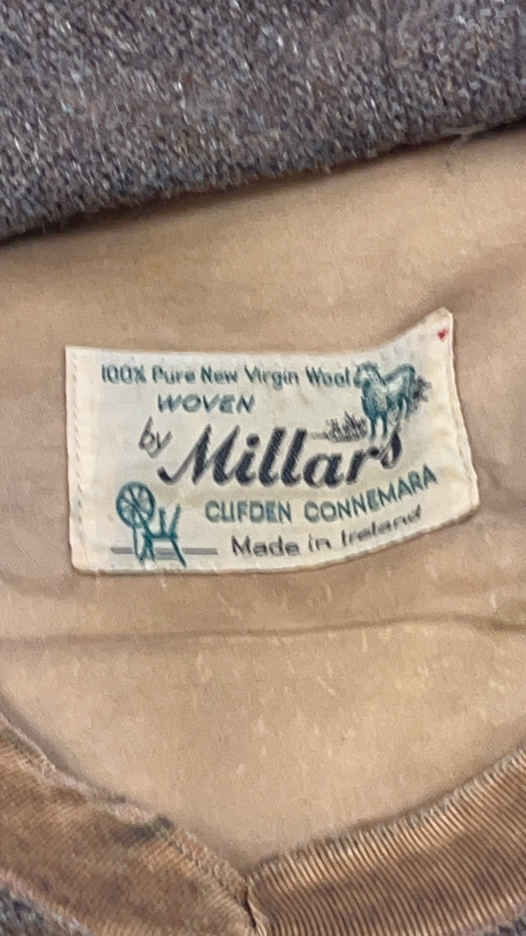 100% Pure New Virgin Wool
WOVEN
by Millars
CLIFDEN CONNEMARA
Made in Ireland